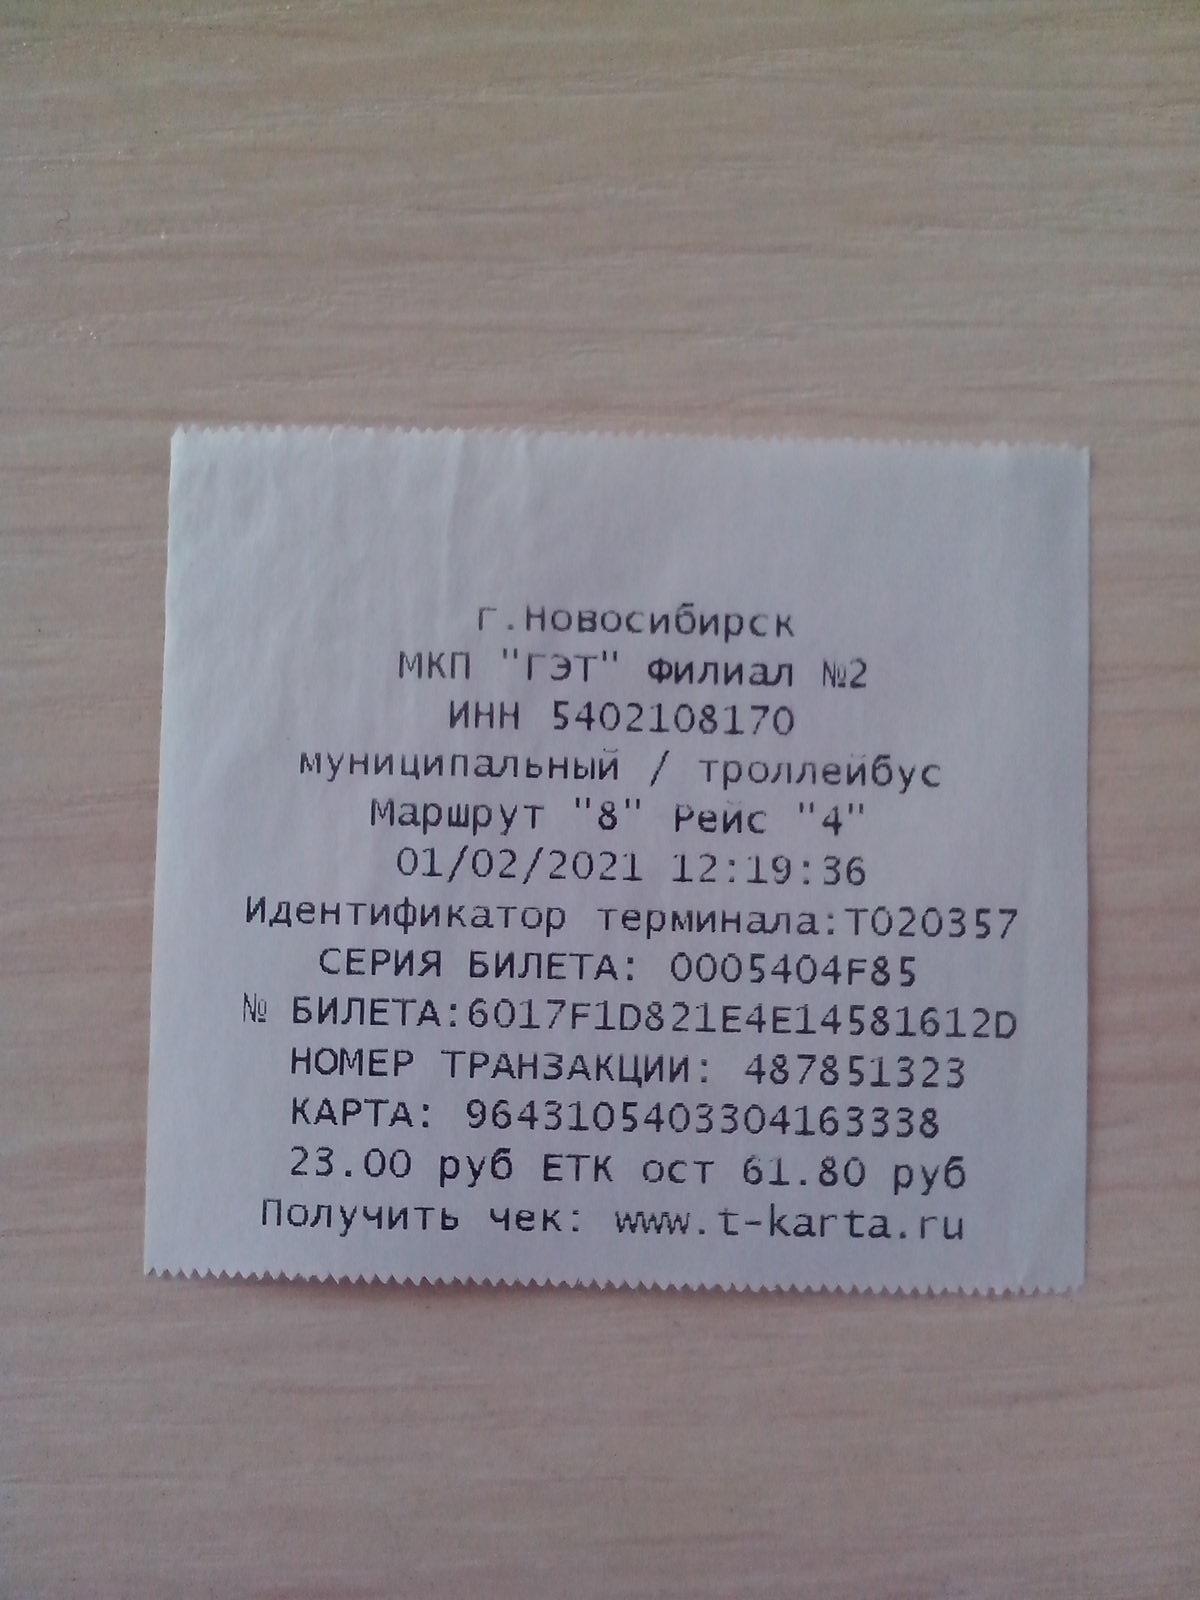 г.Новосибирск
МКП "ГЭТ" Филиал №2
ИНН 5402108170
муниципальный / троллейбус
Маршрут "8" Рейс "4"
01/02/2021 12:19:36
Идентификатор терминала:T020357
СЕРИЯ БИЛЕТА: 0005404F85
№ БИЛЕТА:6017F1D821E4E14581612D
НОМЕР ТРАНЗАКЦИИ: 487851323
КАРТА: 9643105403304163338
23.00 руб ЕТК ост 61.80 руб
Получить чек: www.t-karta.ru